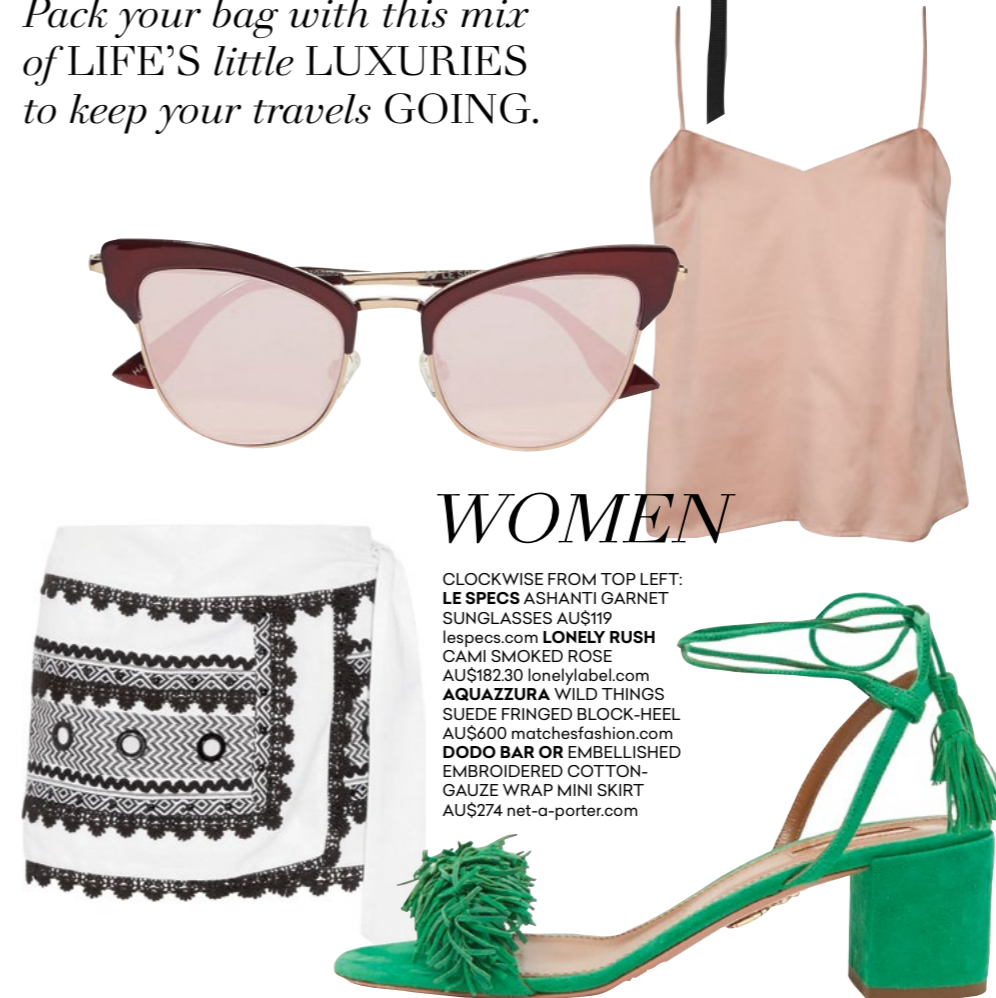 Pack your bag with this mix
of LIFE’S little LUXURIES
to keep your travels GOING.
WOMEN
CLOCKWISE FROM TOP LEFT:
LE SPECS ASHANTI GARNET
SUNGLASSES AU$119
lespecs.com LONELY RUSH
CAMI SMOKED ROSE
AU$182.30 lonelylabel.com
AQUAZZURA WILD THINGS
SUEDE FRINGED BLOCK-HEEL
AU$600 matchesfashion.com
DODO BAR OR EMBELLISHED
EMBROIDERED COTTON-
GAUZE WRAP MINI SKIRT
AU$274 net-a-porter.com